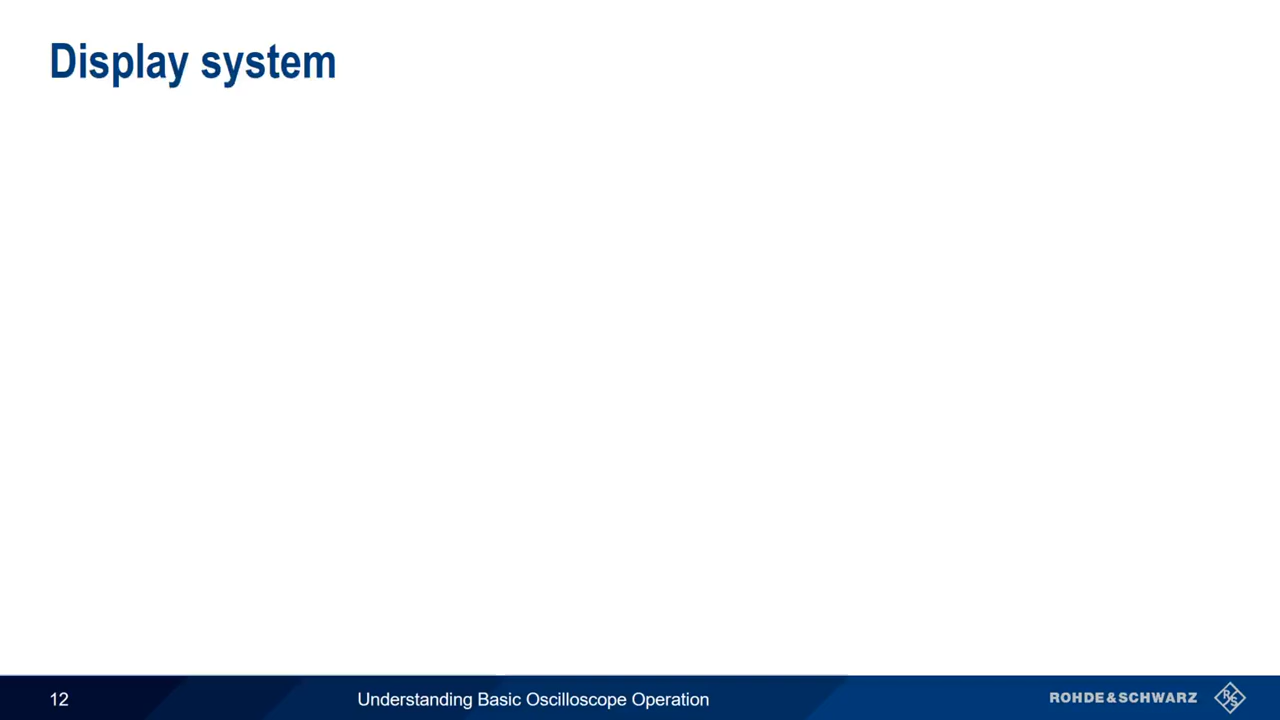 Display system
12
Understanding Basic Oscilloscope Operation
ROHDE & SCHWARZ
R&S